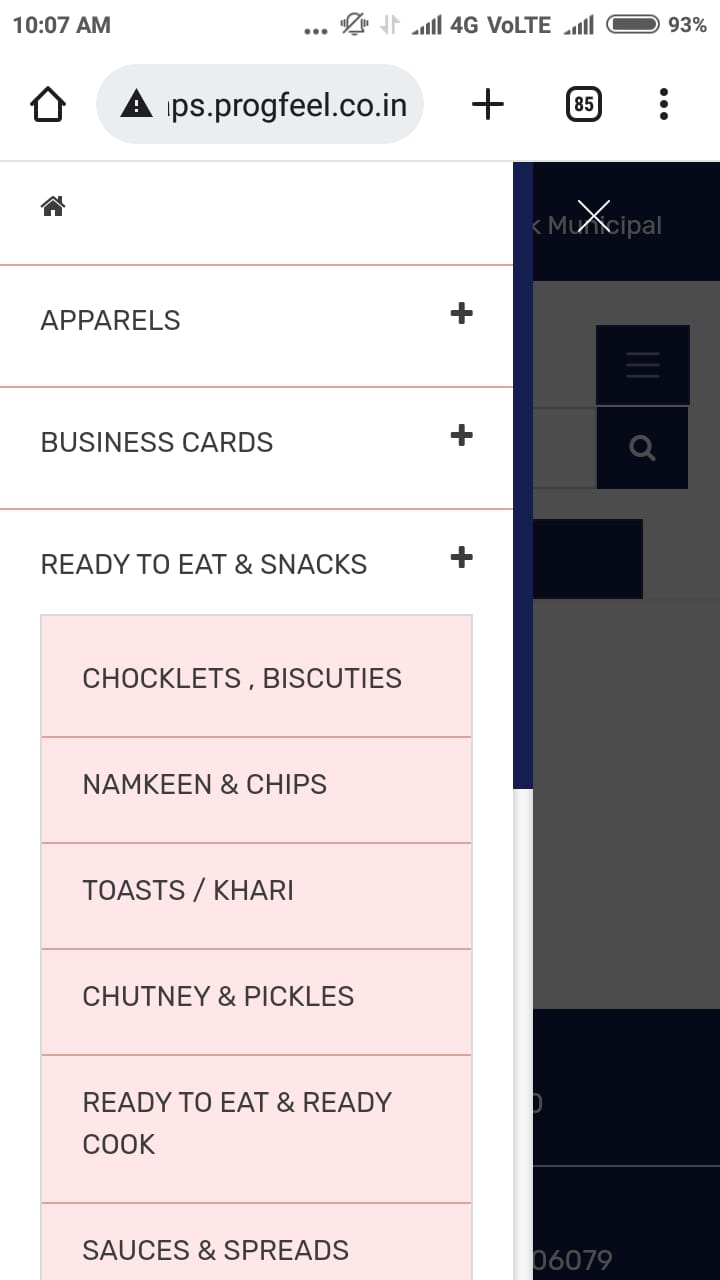 10:07 AM
4G VoLTE
93%
ps.progfeel.co.in
85
Municipal
APPARELS
BUSINESS CARDS
READY TO EAT & SNACKS
CHOCKLETS , BISCUTIES
NAMKEEN & CHIPS
TOASTS / KHARI
CHUTNEY & PICKLES
READY TO EAT & READY
COOK
SAUCES & SPREADS
06079